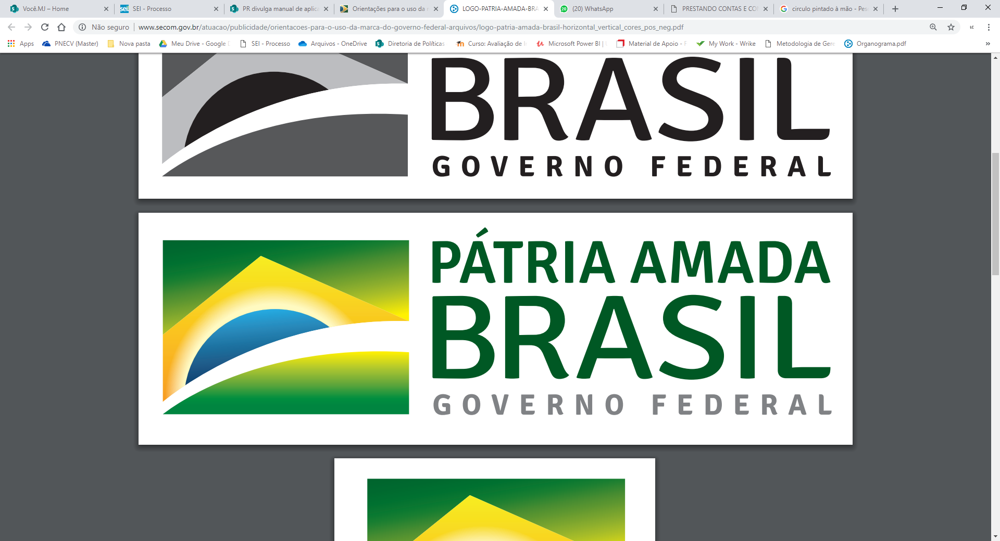 Você.MJ – Home
SEI - Processo
PR divulga manual de aplica
Orientações para o uso da m
LOGO-PATRIA-AMADA-BRA
(20) WhatsApp
PRESTANDO CONTAS E CON
circulo pintado à mão - Pes
Não seguro
www.secom.gov.br/atuacao/publicidade/orientacoes-para-o-uso-da-marca-do-governo-federal-arquivos/logo-patria-amada-brasil-horizontal_vertical_cores_pos_neg.pdf
LC
Apps
PNECV (Master)
Nova pasta
Meu Drive - Google D
SEI - Processo
Arquivos - OneDrive
Diretoria de Políticas
Curso: Avaliação de I
Microsoft Power BI |
Material de Apoio -
My Work - Wrike
Metodologia de Gere
Organograma.pdf
BRASIL
GOVERNO FEDERAL
PÁTRIA AMADA
BRASIL
GOVERNO FEDERAL